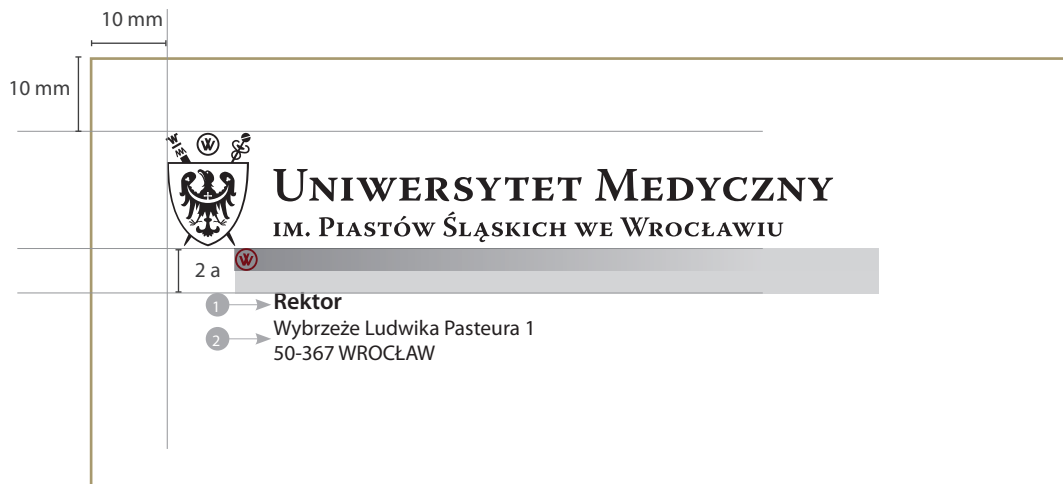 10 mm
10 mm
UNIWERSYTET MEDYCZNY
IM. PIASTÓW ŚLĄSKICH WE WROCŁAWIU
2 a
1 Rektor
2 Wybrzeże Ludwika Pasteura 1
50-367 WROCŁAW